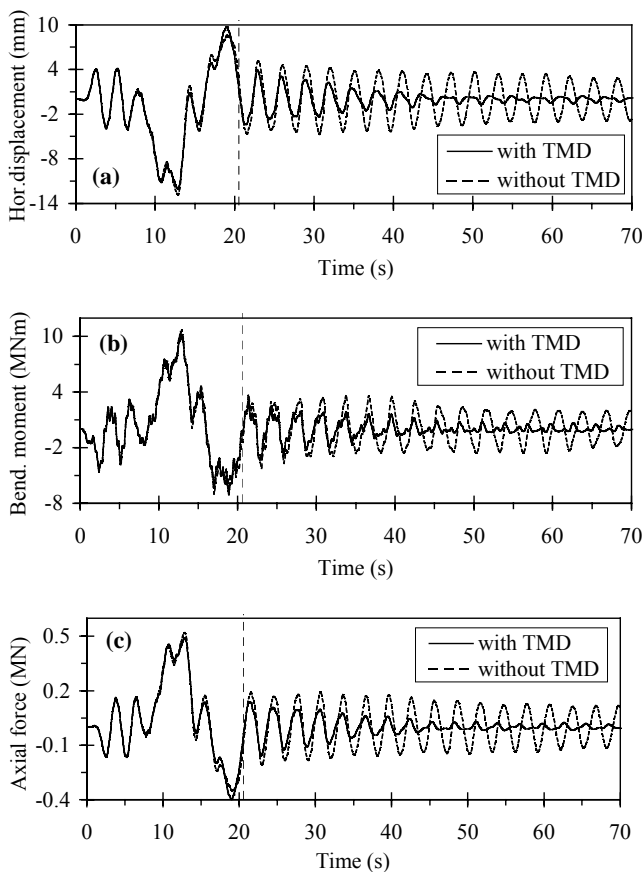 10
4
-2
-8
-14
Hor.displacement (mm)
(a)
with TMD
without TMD
0 10 20 30 40 50 60 70
Time (s)
10
4
-2
-8
Bend. moment (MNm)
(b)
with TMD
without TMD
0 10 20 30 40 50 60 70
Time (s)
0.5
0.2
-0.1
-0.4
Axial force (MN)
(c)
with TMD
without TMD
0 10 20 30 40 50 60 70
Time (s)